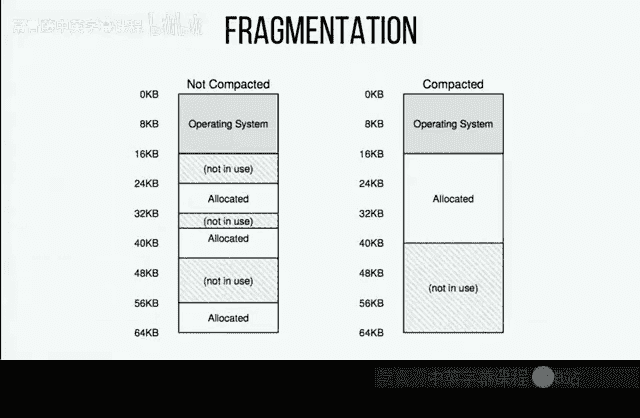 FRAGMENTATION
Not Compacted
0KB
8KB
Operating System
16KB
(not in use)
24KB
Allocated
32KB
(not in use)
40KB
Allocated
48KB
(not in use)
56KB
Allocated
64KB
Compacted
0KB
8KB
Operating System
16KB
24KB
Allocated
32KB
40KB
48KB
(not in use)
56KB
64KB